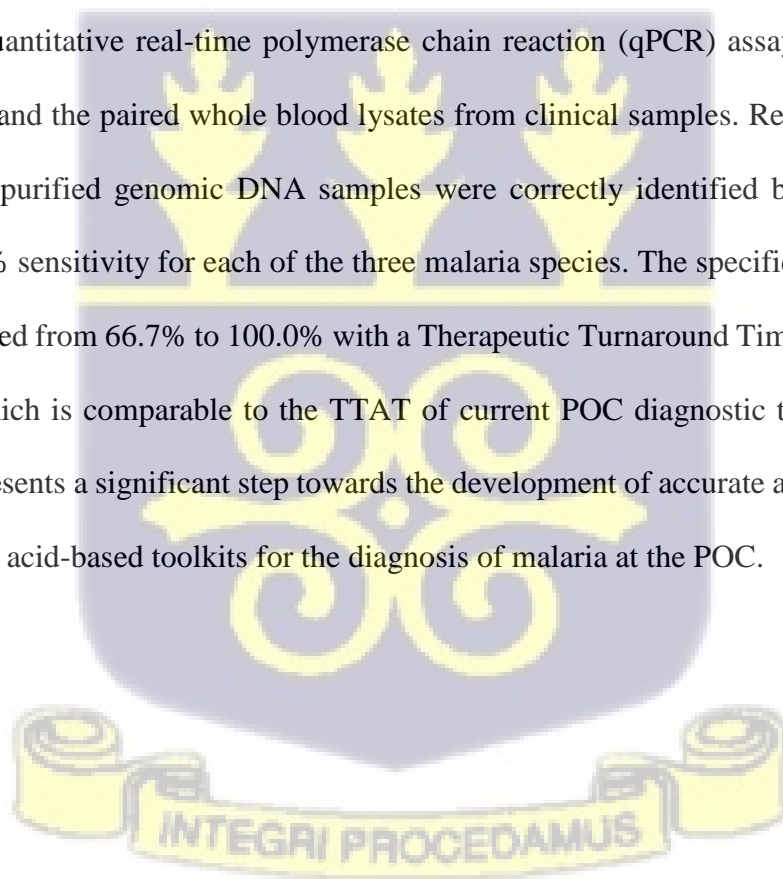 uantitative real-time polymerase chain reaction (qPCR) assay
and the paired whole blood lysates from clinical samples. Re
purified genomic DNA samples were correctly identified b
% sensitivity for each of the three malaria species. The specific
ed from 66.7% to 100.0% with a Therapeutic Turnaround Tim
ich is comparable to the TTAT of current POC diagnostic t
esents a significant step towards the development of accurate a
acid-based toolkits for the diagnosis of malaria at the POC.
INTEGRI PROCEDAMUS